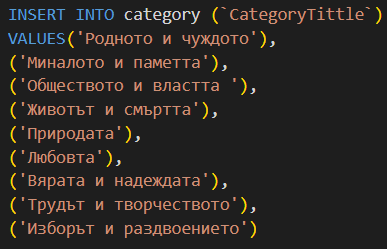 INSERT INTO category (`CategoryTittle`)
VALUES('Родното и чуждото'),
('Миналото и паметта'),
('Обществото и властта '),
('Животът и смъртта'),
('Природата'),
('Любовта'),
('Вярата и надеждата'),
('Трудът и творчеството'),
('Изборът и раздвоението')